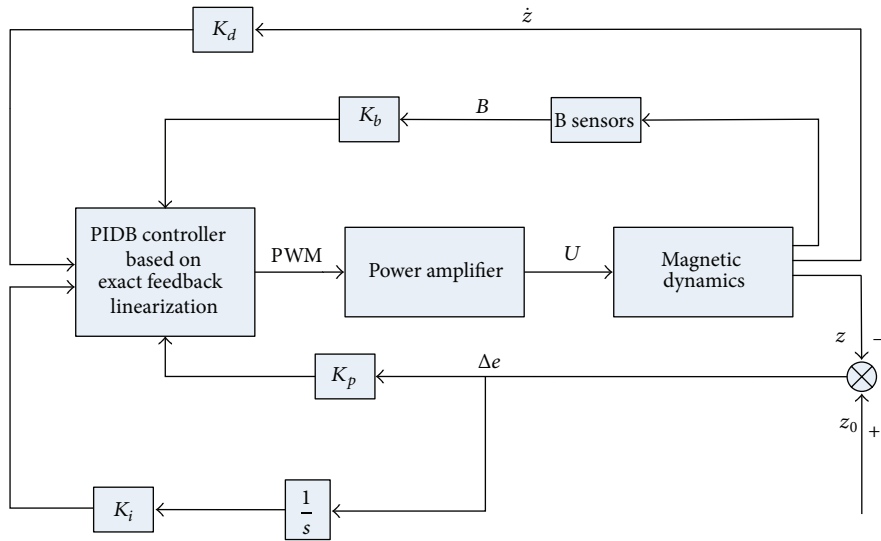 K_d
ż
K_b
B
B sensors
PIDB controller
based on
exact feedback
linearization
PWM
Power amplifier
U
Magnetic
dynamics
z
−
Δe
K_p
z_0
+
K_i
1
s